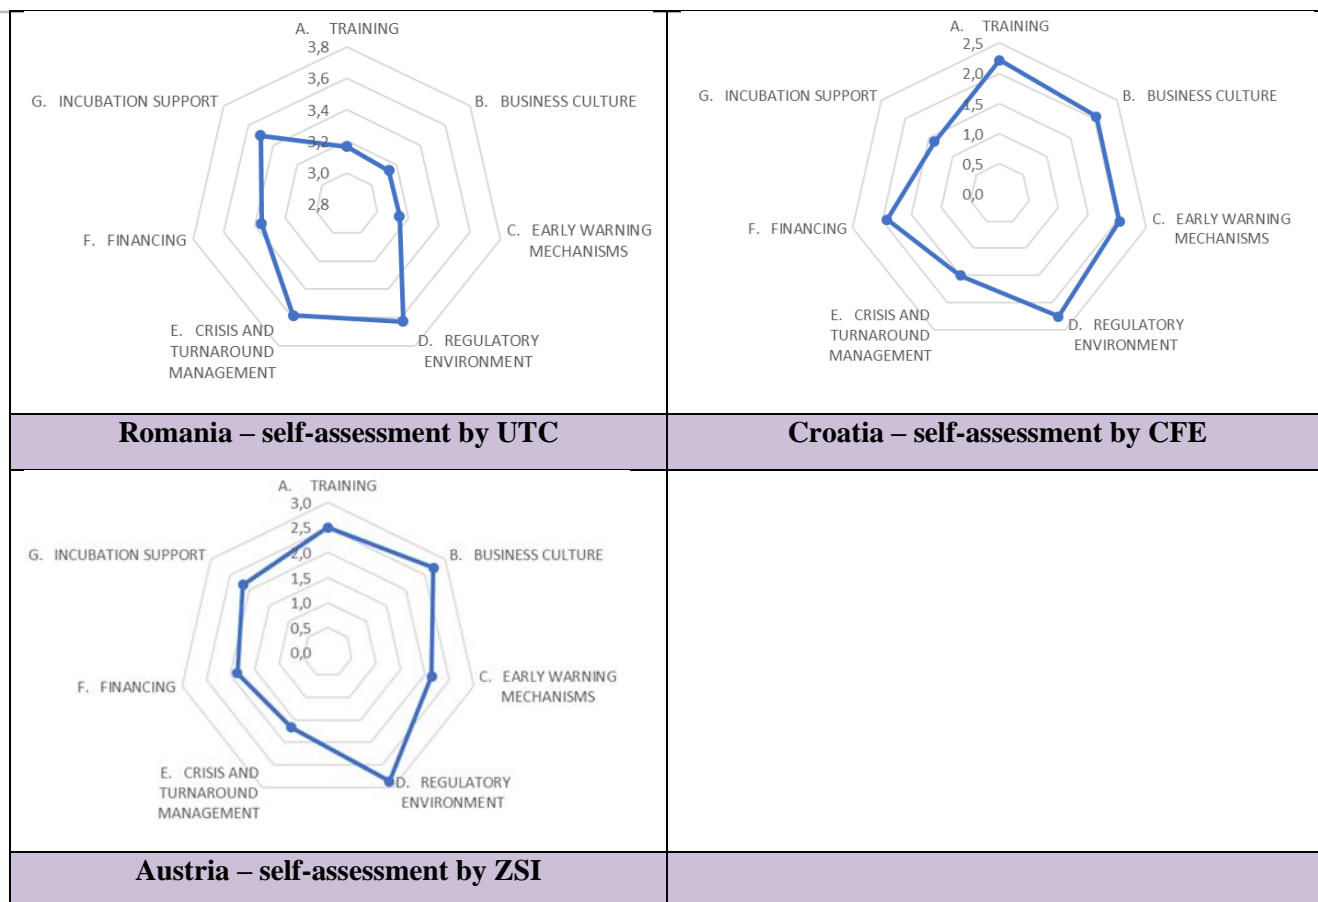 A. TRAINING
3,8
3,6
3,4
3,2
3,0
2,8
B. BUSINESS CULTURE
C. EARLY WARNING
MECHANISMS
D. REGULATORY
ENVIRONMENT
E. CRISIS AND
TURNAROUND
MANAGEMENT
F. FINANCING
G. INCUBATION SUPPORT
Romania – self-assessment by UTC
A. TRAINING
2,5
2,0
1,5
1,0
0,5
0,0
B. BUSINESS CULTURE
C. EARLY WARNING
MECHANISMS
D. REGULATORY
ENVIRONMENT
E. CRISIS AND
TURNAROUND
MANAGEMENT
F. FINANCING
G. INCUBATION SUPPORT
Croatia – self-assessment by CFE
A. TRAINING
3,0
2,5
2,0
1,5
1,0
0,5
0,0
B. BUSINESS CULTURE
C. EARLY WARNING
MECHANISMS
D. REGULATORY
ENVIRONMENT
E. CRISIS AND
TURNAROUND
MANAGEMENT
F. FINANCING
G. INCUBATION SUPPORT
Austria – self-assessment by ZSI